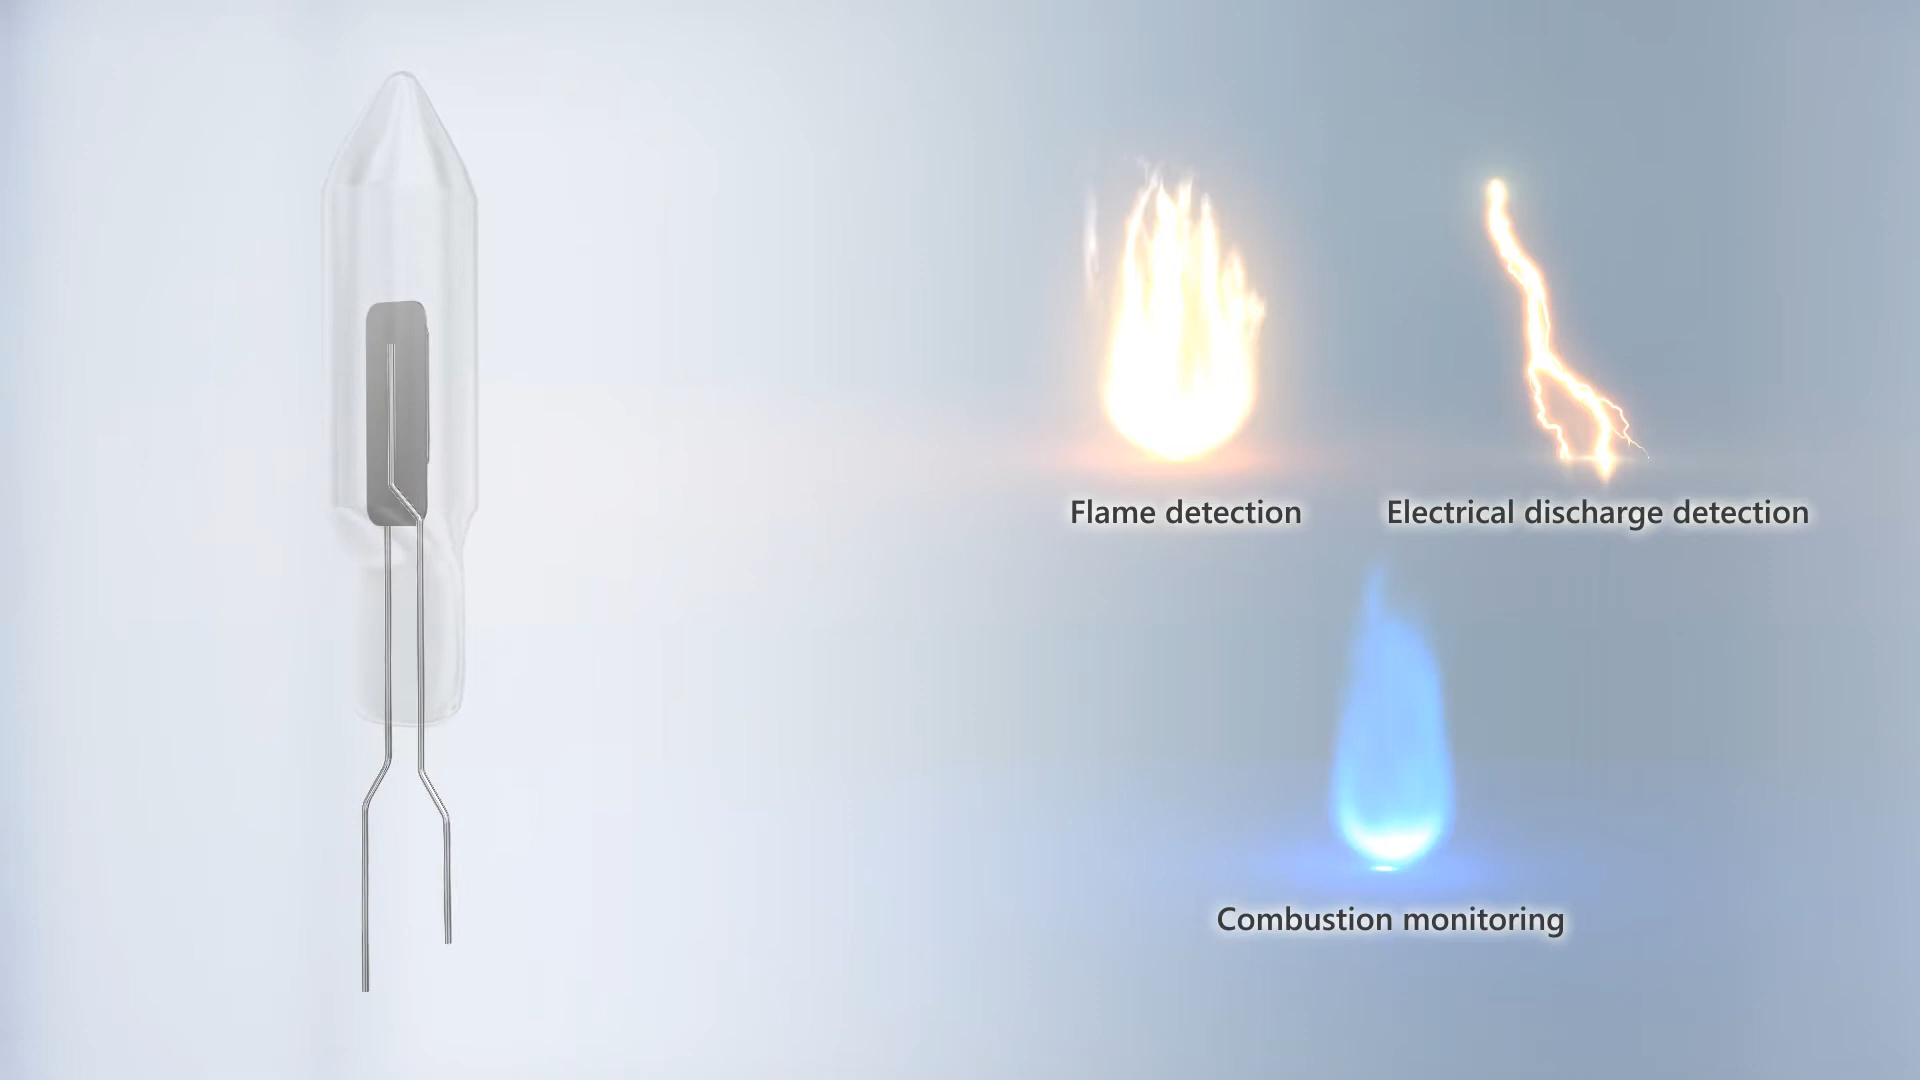 Flame detection
Electrical discharge detection
Combustion monitoring